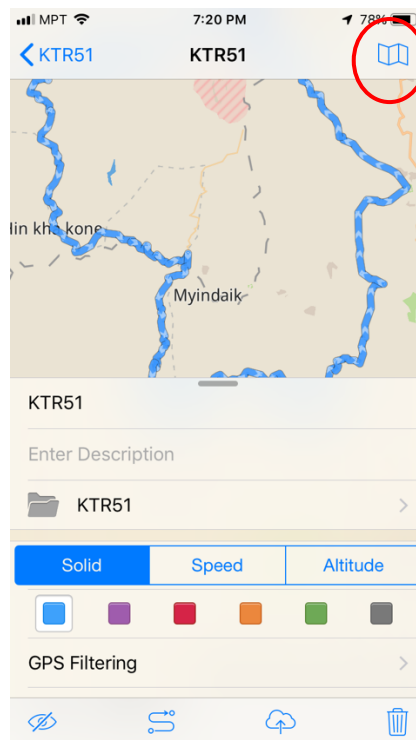 MPT 7:20 PM 78%
KTR51 KTR51
lin kha kone
Myindaik
KTR51
Enter Description
KTR51
Solid Speed Altitude
GPS Filtering